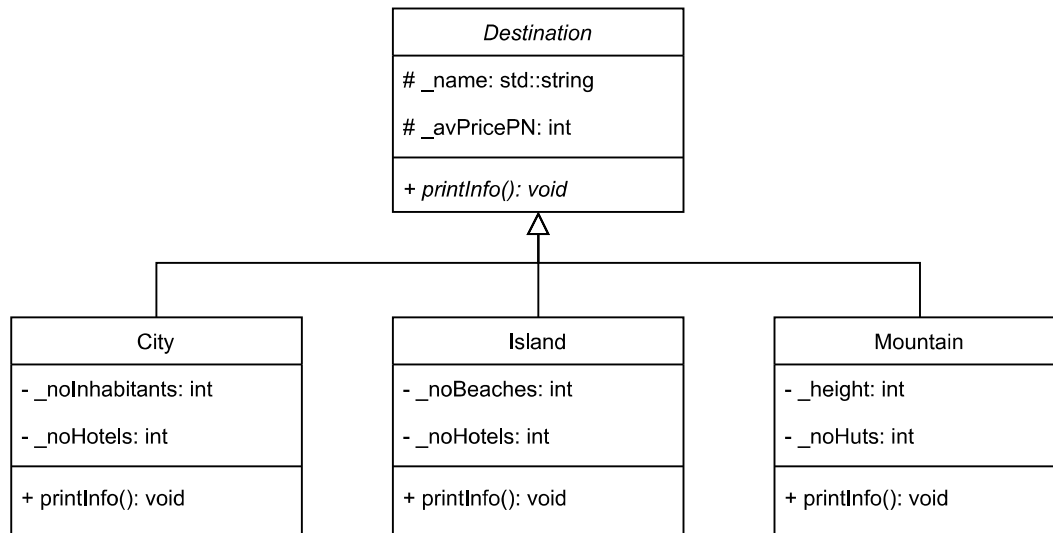 Destination
# _name: std::string
# _avPricePN: int
+ printInfo(): void
City
- _noInhabitants: int
- _noHotels: int
+ printInfo(): void
Island
- _noBeaches: int
- _noHotels: int
+ printInfo(): void
Mountain
- _height: int
- _noHuts: int
+ printInfo(): void